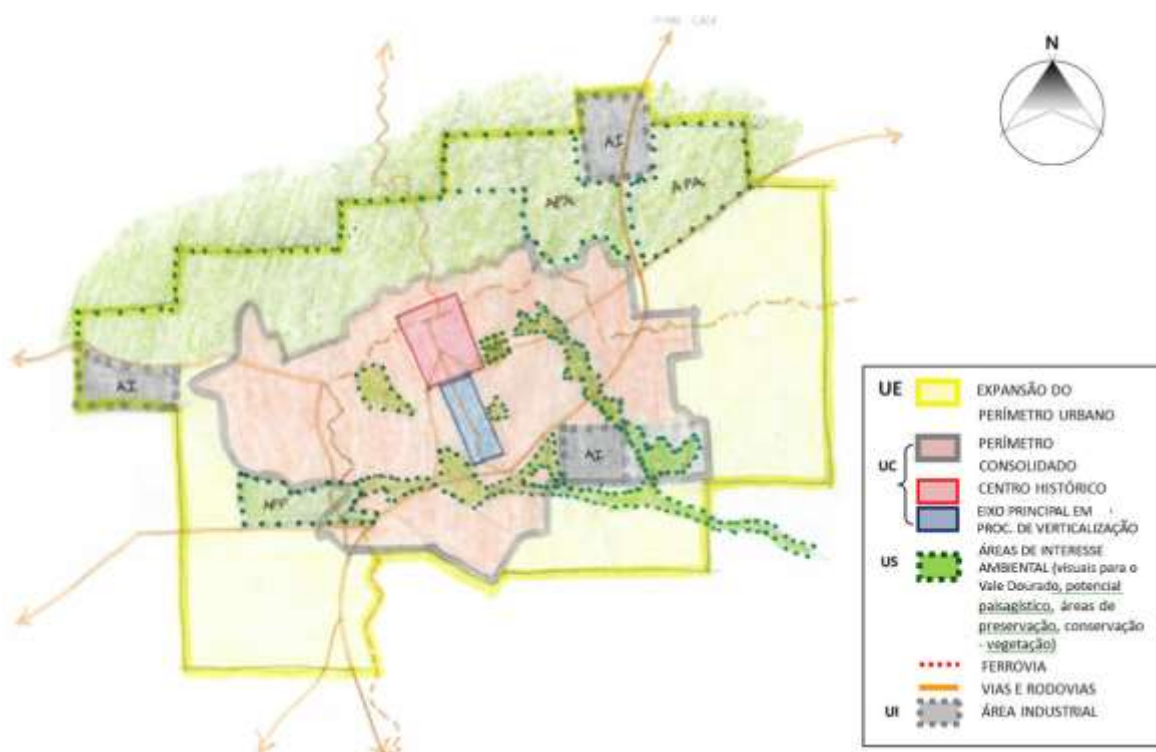 N
AI
APA
APA
AI
AI
APP
UE EXPANSÃO DO
PERÍMETRO URBANO
UC PERÍMETRO
CONSOLIDADO
CENTRO HISTÓRICO
EIXO PRINCIPAL EM
PROC. DE VERTICALIZAÇÃO
US ÁREAS DE INTERESSE
AMBIENTAL (visuais para o
Vale Dourado, potencial
paisagístico, áreas de
preservação, conservação
- vegetação)
FERROVIA
VIAS E RODOVIAS
UI ÁREA INDUSTRIAL